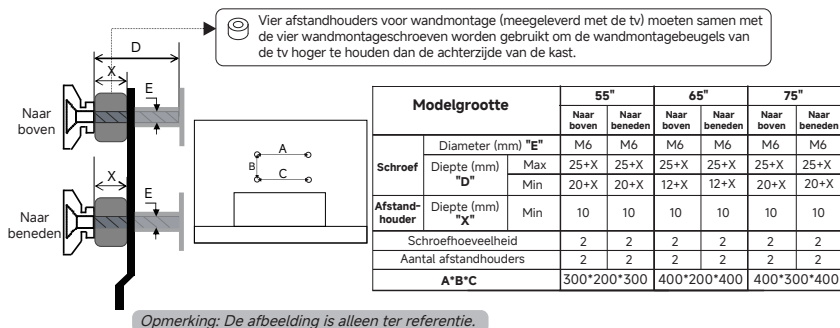 Vier afstandhouders voor wandmontage (meegeleverd met de tv) moeten samen met
de vier wandmontageschroeven worden gebruikt om de wandmontagebeugels van
de tv hoger te houden dan de achterzijde van de kast.
D
X
E
Naar
boven
X
E
Naar
beneden
A
B
C
Modelgrootte 55" 65" 75"
Naar boven Naar beneden Naar boven Naar beneden Naar boven Naar beneden
Schroef Diameter (mm) "E" M6 M6 M6 M6 M6 M6
Diepte (mm) "D" Max 25+X 25+X 25+X 25+X 25+X 25+X
Min 20+X 20+X 12+X 12+X 20+X 20+X
Afstand-houder Diepte (mm) "X" Min 10 10 10 10 10 10
Schroefhoeveelheid 2 2 2 2 2 2
Aantal afstandhouders 2 2 2 2 2 2
A*B*C 300*200*300 400*200*400 400*300*400
Opmerking: De afbeelding is alleen ter referentie.